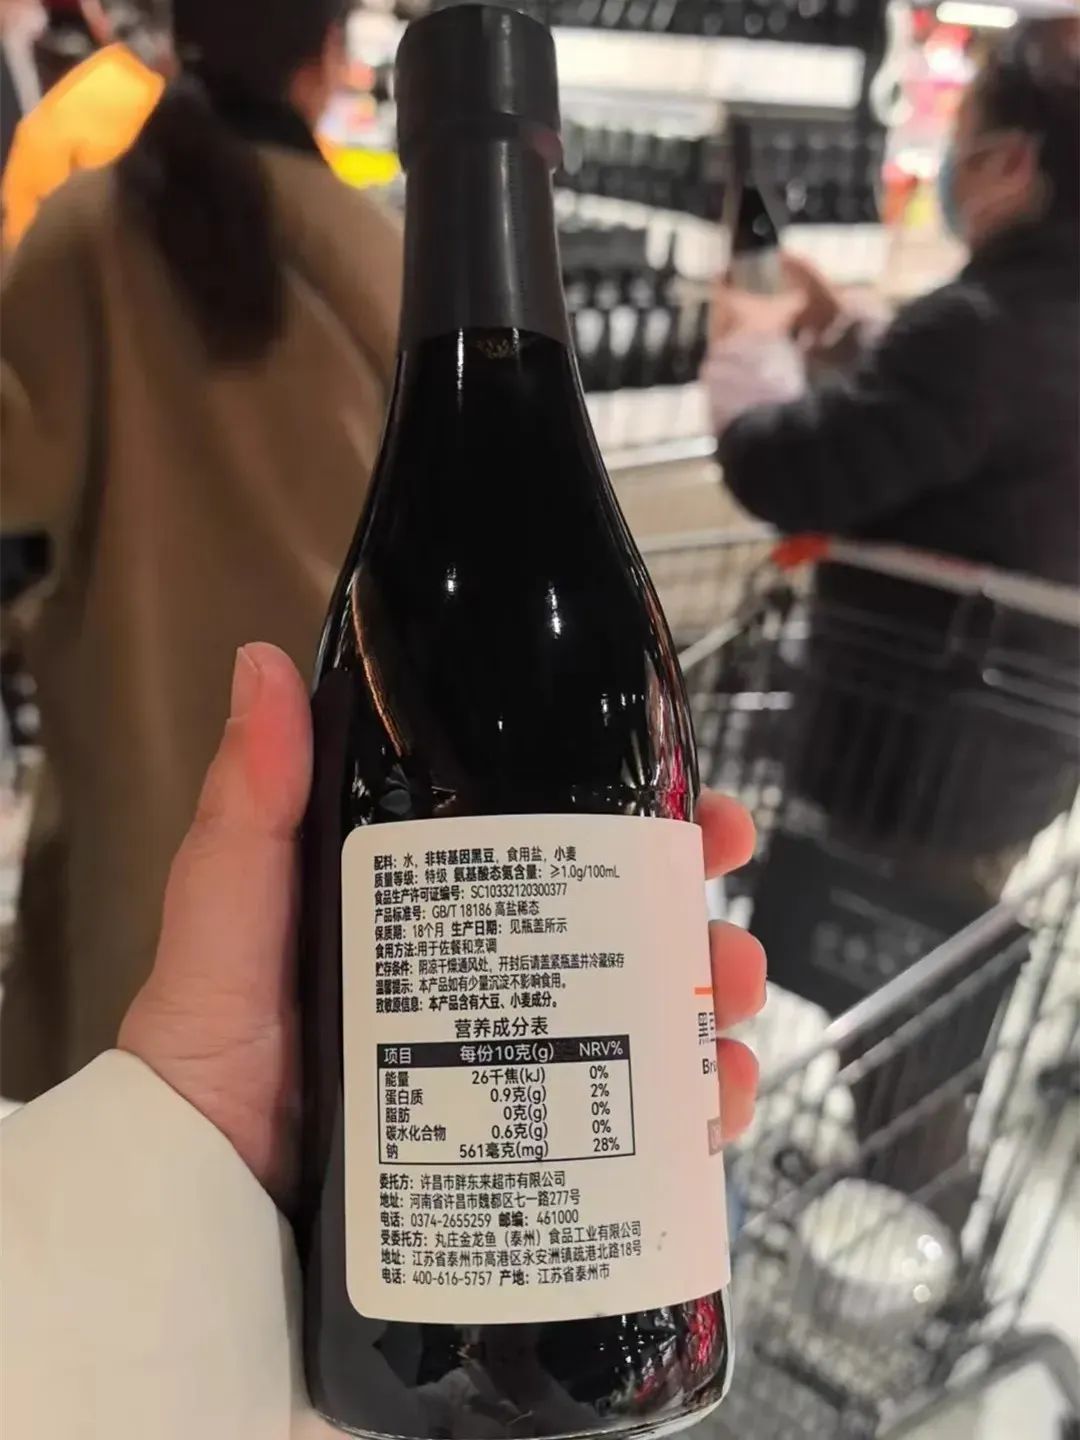 配料：水，非转基因黑豆，食用盐，小麦
质量等级：特级 氨基酸态氮含量：≥1.0g/100mL
食品生产许可证编号：SC10332120300377
产品标准号：GB/T 18186 高盐稀态
保质期：18个月 生产日期：见瓶盖所示
食用方法:用于佐餐和烹调
贮存条件：阴凉干燥通风处，开封后请盖紧瓶盖并冷藏保存
温馨提示：本产品如有少量沉淀不影响食用。
致敏原信息：本产品含有大豆、小麦成分。
营养成分表
项目 每份10克(g) NRV%
能量 26千焦(kJ) 0%
蛋白质 0.9克(g) 2%
脂肪 0克(g) 0%
碳水化合物 0.6克(g) 0%
钠 561毫克(mg) 28%
委托方：许昌市胖东来超市有限公司
地址：河南省许昌市魏都区七一路277号
电话：0374-2655259 邮编：461000
受委托方：丸庄金龙鱼（泰州）食品工业有限公司
地址：江苏省泰州市高港区永安洲镇疏港北路18号
电话：400-616-5757 产地：江苏省泰州市
黑豆
Br